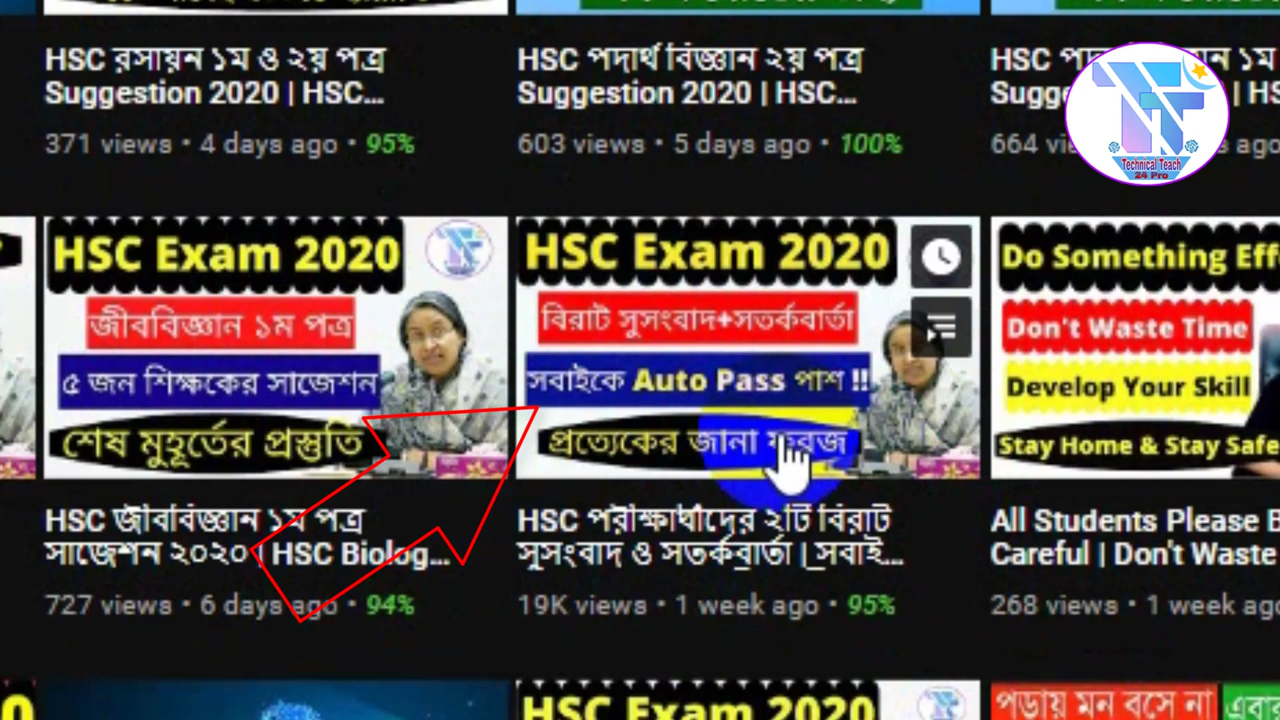 HSC রসায়ন ১ম ও ২য় পত্র
Suggestion 2020 | HSC...
371 views • 4 days ago • 95%
HSC পদার্থ বিজ্ঞান ২য় পত্র
Suggestion 2020 | HSC...
603 views • 5 days ago • 100%
HSC
১ম
664
ago
Technical Teach
24 Pro
HSC Exam 2020
জীববিজ্ঞান ১ম পত্র
৫ জন শিক্ষকের সাজেশন
শেষ মুহূর্তের প্রস্তুতি
HSC জীববিজ্ঞান ১ম পত্র
সাজেশন ২০২০ | HSC Biolog...
727 views • 6 days ago • 94%
HSC Exam 2020
বিরাট সুসংবাদ+সতর্কবার্তা
সবাইকে Auto Pass পাশ !!
প্রত্যেকের জানা ফরজ
HSC পরীক্ষার্থীদের ২টি বিরাট
সুসংবাদ ও সতর্কবার্তা | সবাই...
19K views • 1 week ago • 95%
Do Something Eff
Don't Waste Time
Develop Your Skill
Stay Home & Stay Safe
All Students Please B
Careful | Don't Waste
268 views • 1 week ago
HSC Exam 2020
পড়ায় মন বসে না
এবার